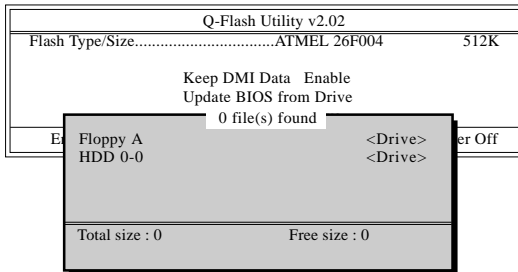 Q-Flash Utility v2.02
Flash Type/Size.................................ATMEL 26F004 512K
Keep DMI Data Enable
Update BIOS from Drive
0 file(s) found
Floppy A <Drive>
HDD 0-0 <Drive>
Off
Total size : 0 Free size : 0